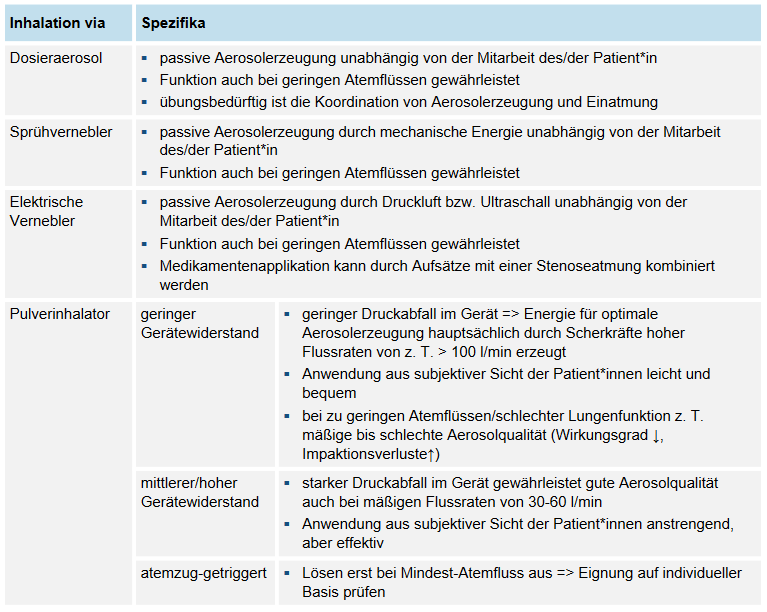 Inhalation via Spezifika
Dosieraerosol
▪ passive Aerosolerzeugung unabhängig von der Mitarbeit des/der Patient*in
▪ Funktion auch bei geringen Atemflüssen gewährleistet
▪ übungsbedürftig ist die Koordination von Aerosolerzeugung und Einatmung
Sprühvernebler
▪ passive Aerosolerzeugung durch mechanische Energie unabhängig von der Mitarbeit
des/der Patient*in
▪ Funktion auch bei geringen Atemflüssen gewährleistet
Elektrische
Vernebler
▪ passive Aerosolerzeugung durch Druckluft bzw. Ultraschall unabhängig von der
Mitarbeit des/der Patient*in
▪ Funktion auch bei geringen Atemflüssen gewährleistet
▪ Medikamentenapplikation kann durch Aufsätze mit einer Stenoseatmung kombiniert
werden
Pulverinhalator
geringer
Gerätewiderstand
▪ geringer Druckabfall im Gerät => Energie für optimale
Aerosolerzeugung hauptsächlich durch Scherkräfte hoher
Flussraten von z. T. > 100 l/min erzeugt
▪ Anwendung aus subjektiver Sicht der Patient*innen leicht und
bequem
▪ bei zu geringen Atemflüssen/schlechter Lungenfunktion z. T.
mäßige bis schlechte Aerosolqualität (Wirkungsgrad ↓,
Impaktionsverluste↑)
mittlerer/hoher
Gerätewiderstand
▪ starker Druckabfall im Gerät gewährleistet gute Aerosolqualität
auch bei mäßigen Flussraten von 30-60 l/min
▪ Anwendung aus subjektiver Sicht der Patient*innen anstrengend,
aber effektiv
atemzug-getriggert
▪ Lösen erst bei Mindest-Atemfluss aus => Eignung auf individueller
Basis prüfen